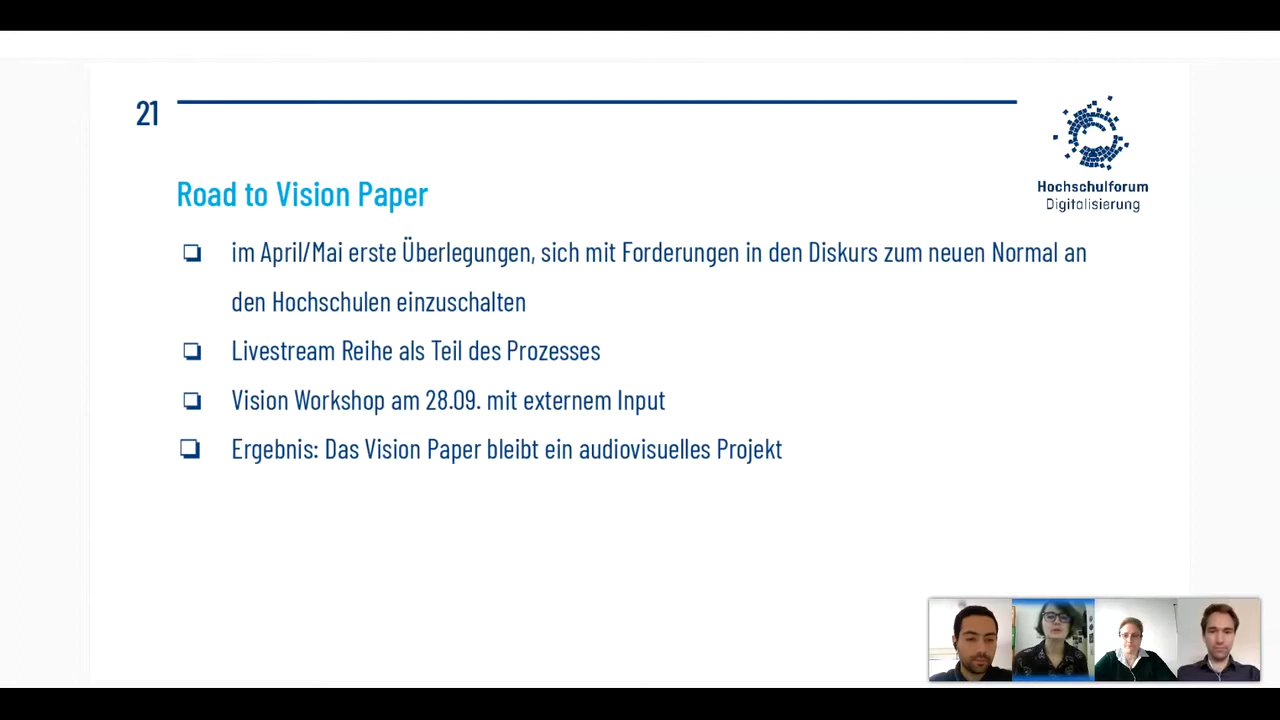 21
Hochschulforum
Digitalisierung
Road to Vision Paper
im April/Mai erste Überlegungen, sich mit Forderungen in den Diskurs zum neuen Normal an
den Hochschulen einzuschalten
Livestream Reihe als Teil des Prozesses
Vision Workshop am 28.09. mit externem Input
Ergebnis: Das Vision Paper bleibt ein audiovisuelles Projekt